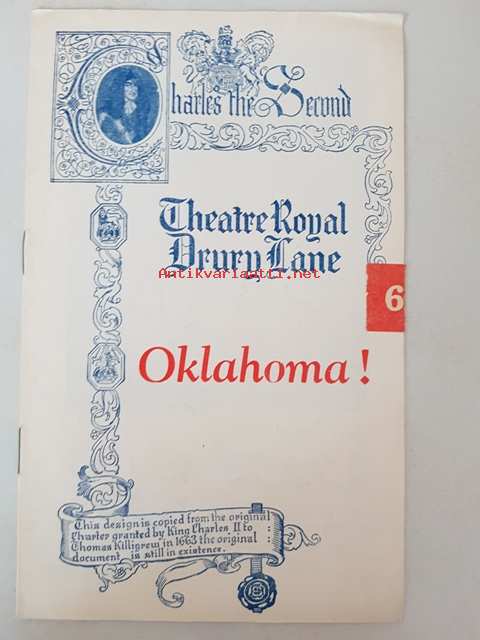 Charles the Second
Theatre Royal
Drury Lane
Antikvariaatti.net
6
Oklahoma !
This design is copied from the original
Charter granted by King Charles II to :
Thomas Killigrew in 1663 the original :
document is still in existence.